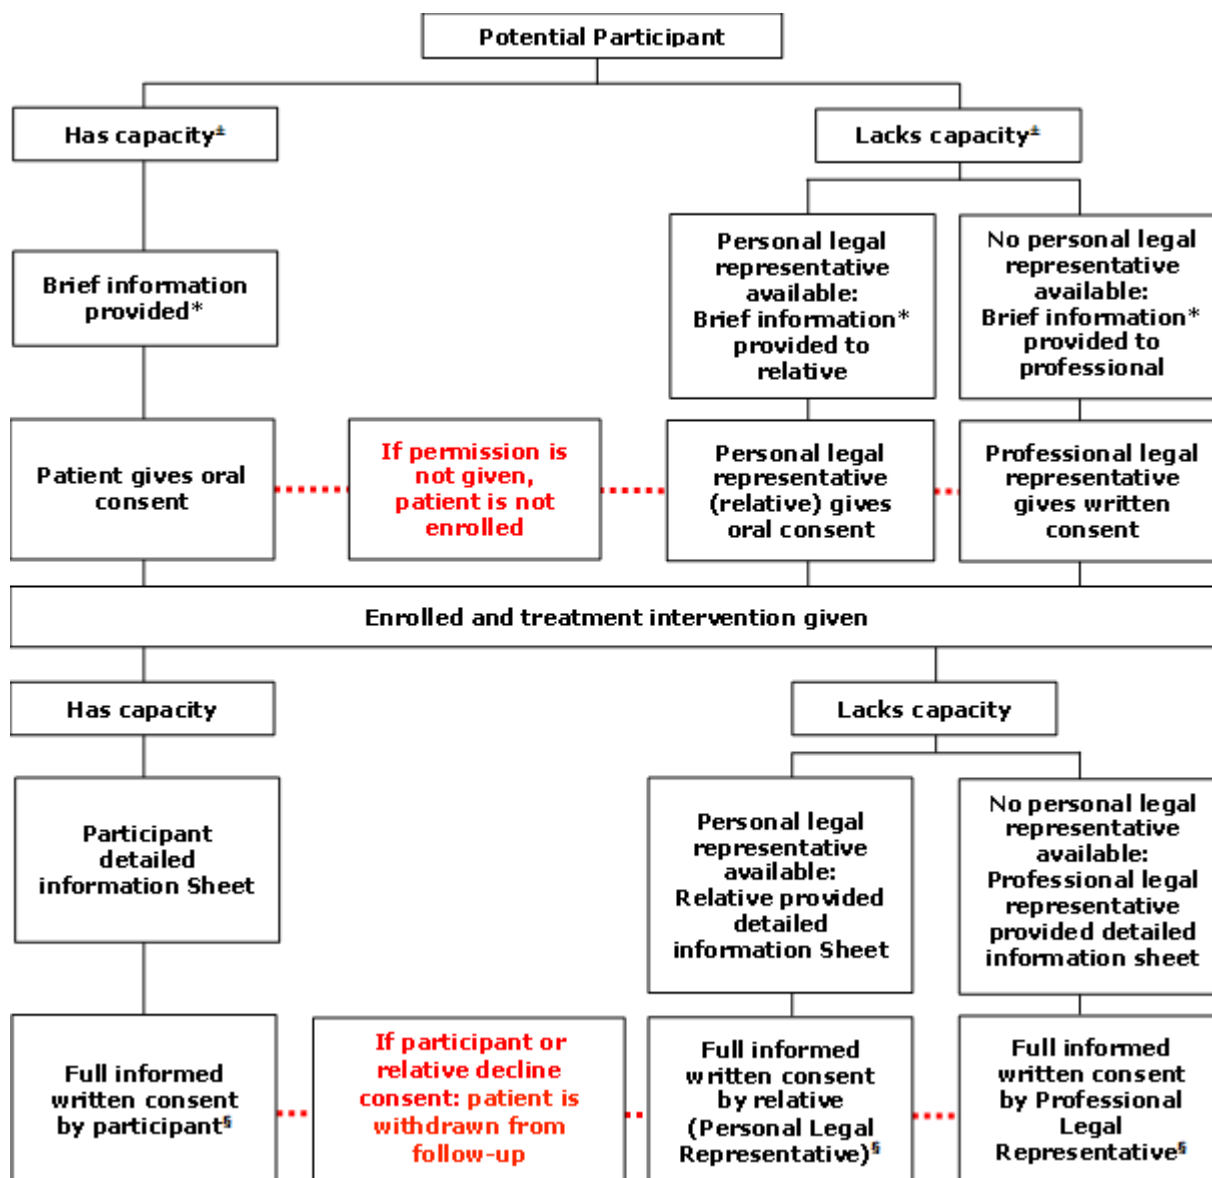 Potential Participant
Has capacity±
Lacks capacity±
Brief information
provided*
Personal legal
representative
available:
Brief information*
provided to
relative
No personal legal
representative
available:
Brief information*
provided to
professional
Patient gives oral
consent
If permission is
not given,
patient is not
enrolled
Personal legal
representative
(relative) gives
oral consent
Professional legal
representative
gives written
consent
Enrolled and treatment intervention given
Has capacity
Lacks capacity
Participant
detailed
information Sheet
Personal legal
representative
available:
Relative provided
detailed
information Sheet
No personal legal
representative
available:
Professional legal
representative
provided detailed
information sheet
Full informed
written consent
by participant§
If participant or
relative decline
consent: patient is
withdrawn from
follow-up
Full informed
written consent
by relative
(Personal Legal
Representative)§
Full informed
written consent
by Professional
Legal
Representative§